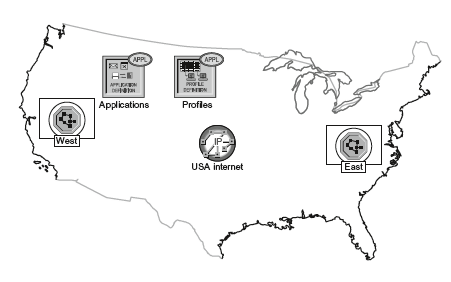 APPL
APPLICATION
DEFINITION
Applications
APPL
PROFILE
DEFINITION
Profiles
West
IP
USA internet
East